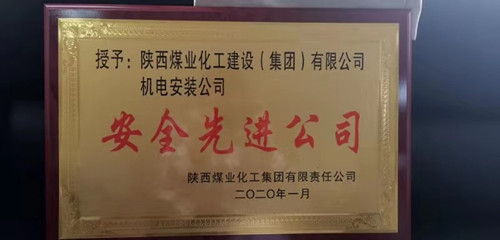 授予：陕西煤业化工建设（集团）有限公司
机电安装公司
安全先进公司
陕西煤业化工集团有限责任公司
二〇二〇年一月